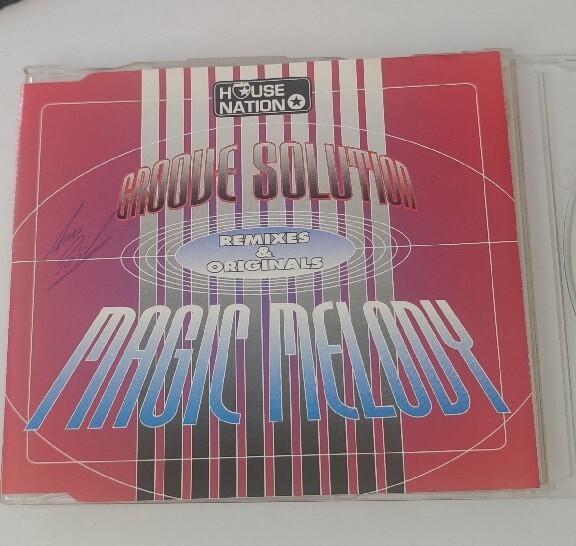 HOUSE
NATION
GROOVE SOLUTION
REMIXES
&
ORIGINALS
MAGIC MELODY